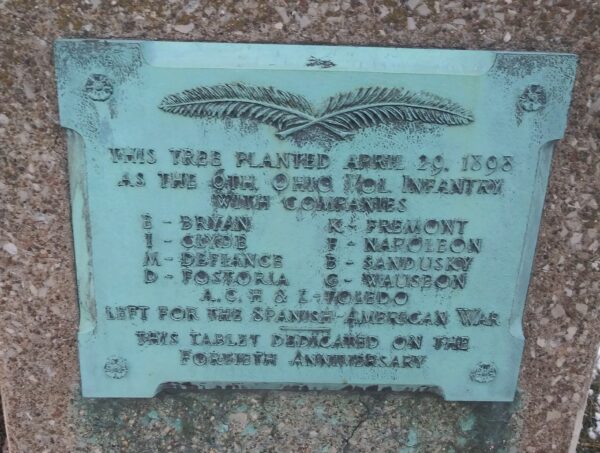 THIS TREE PLANTED APRIL 29, 1898
AS THE 6TH. OHIO VOL. INFANTRY
WITH COMPANIES
E - BRYAN K - FREMONT
I - CLYDE F - NAPOLEON
M - DEFIANCE B - SANDUSKY
D - FOSTORIA G - WAUSEON
A. C. H & L - TOLEDO
LEFT FOR THE SPANISH-AMERICAN WAR
THIS TABLET DEDICATED ON THE
FORTIETH ANNIVERSARY